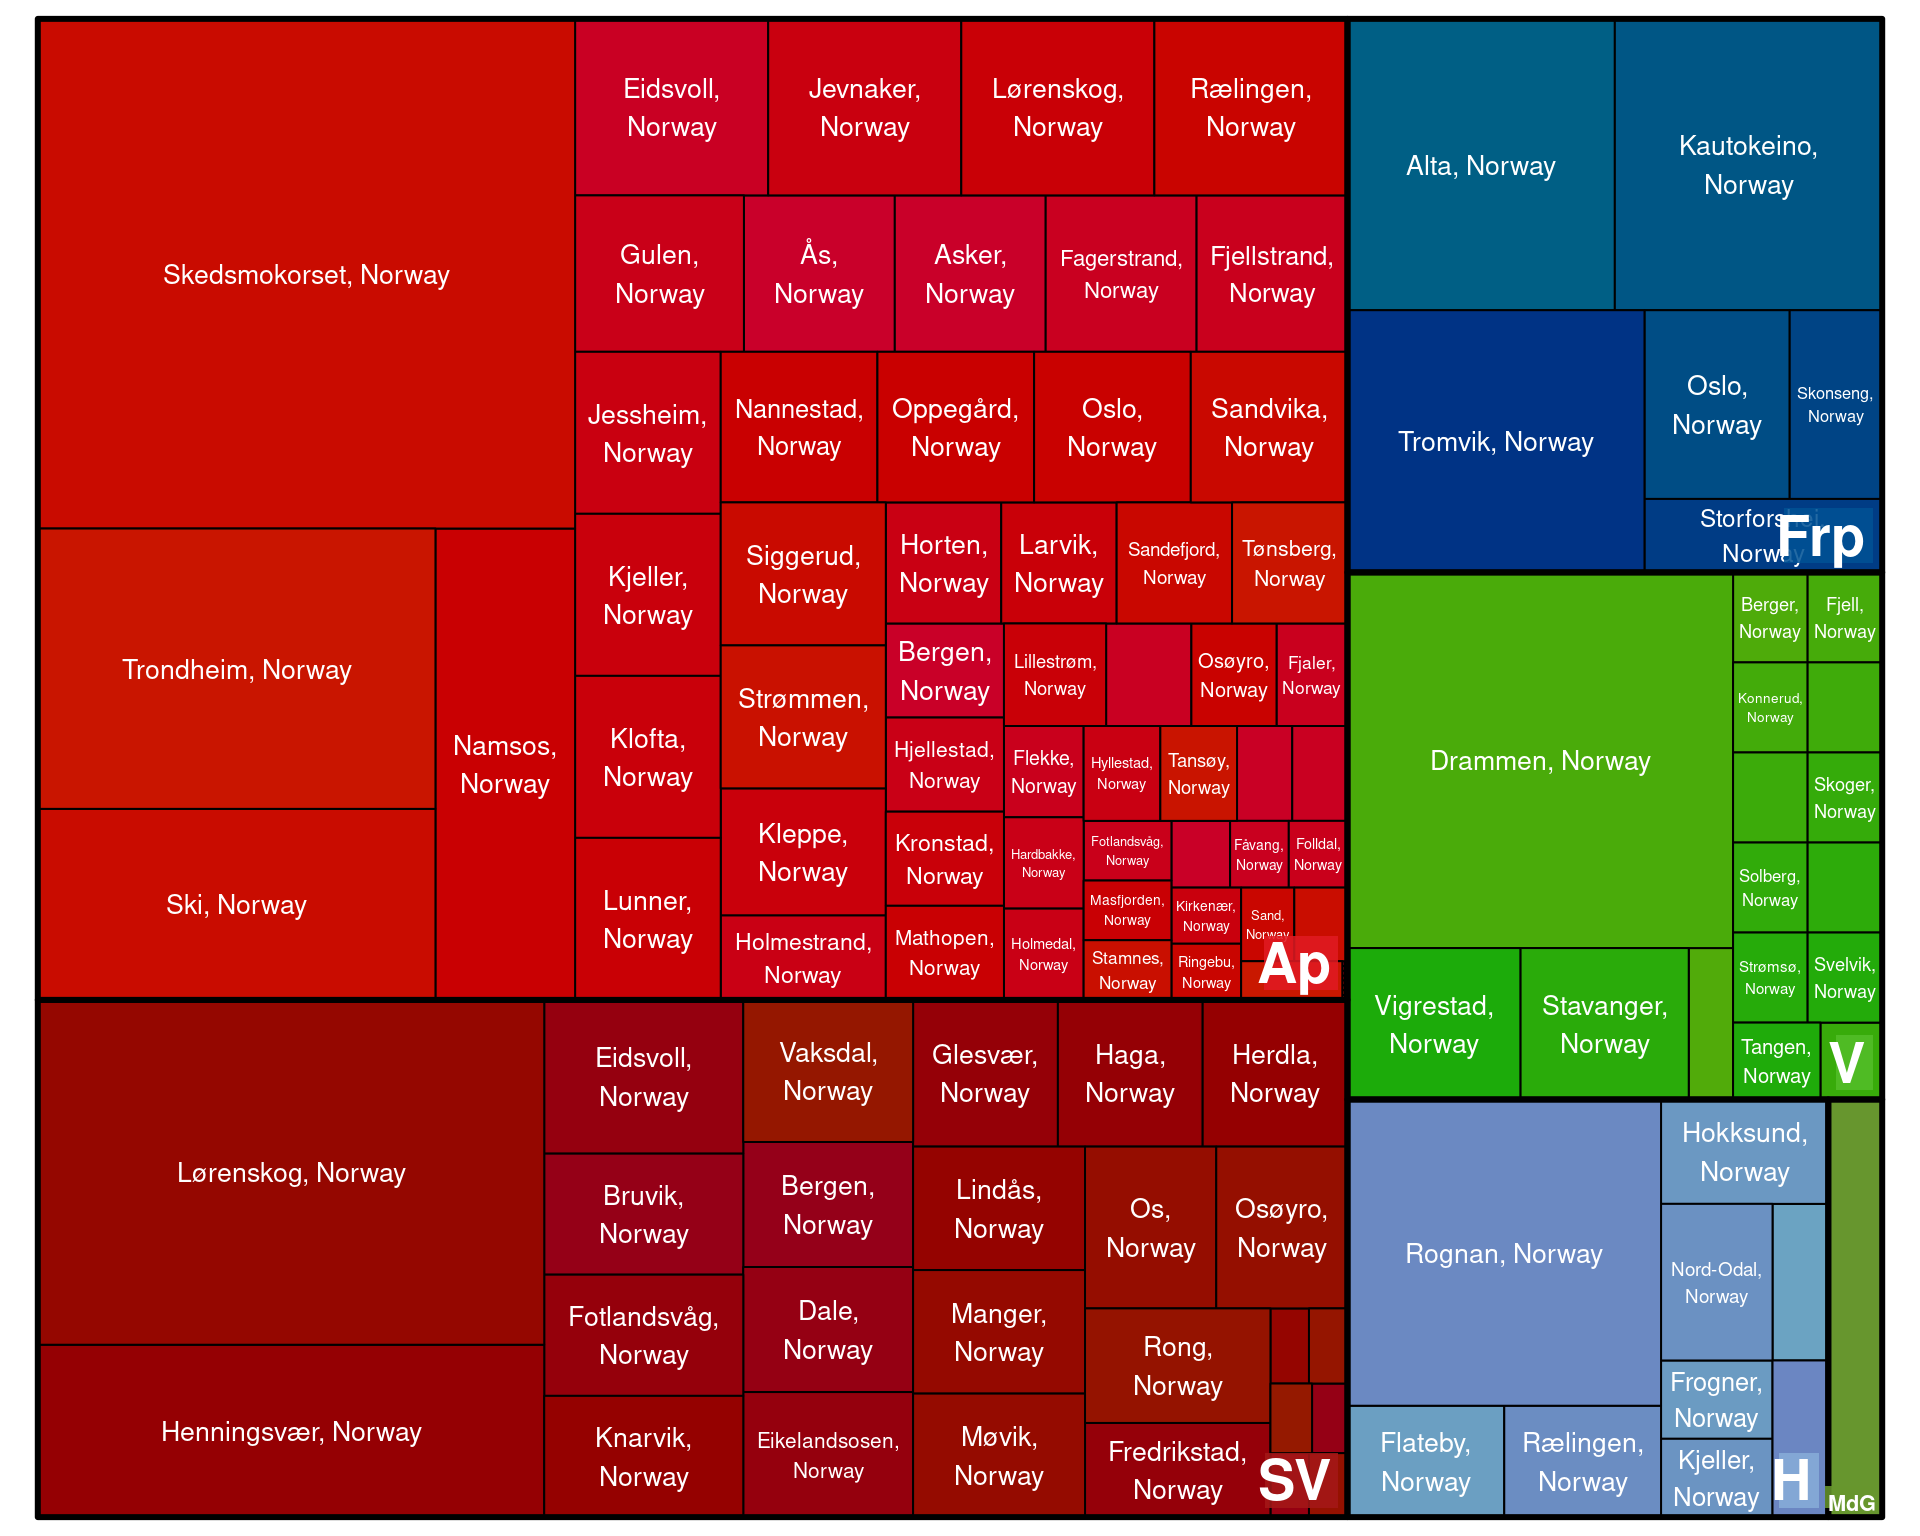 Skedsmokorset, Norway
Trondheim, Norway
Ski, Norway
Namsos,
Norway
Eidsvoll,
Norway
Jevnaker,
Norway
Lørenskog,
Norway
Rælingen,
Norway
Gulen,
Norway
Ås,
Norway
Asker,
Norway
Fagerstrand,
Norway
Fjellstrand,
Norway
Jessheim,
Norway
Kjeller,
Norway
Klofta,
Norway
Lunner,
Norway
Nannestad,
Norway
Oppegård,
Norway
Oslo,
Norway
Sandvika,
Norway
Siggerud,
Norway
Strømmen,
Norway
Kleppe,
Norway
Holmestrand,
Norway
Horten,
Norway
Larvik,
Norway
Sandefjord,
Norway
Tønsberg,
Norway
Bergen,
Norway
Hjellestad,
Norway
Kronstad,
Norway
Mathopen,
Norway
Lillestrøm,
Norway
Osøyro,
Norway
Fjaler,
Norway
Flekke,
Norway
Hardbakke,
Norway
Holmedal,
Norway
Hyllestad,
Norway
Tansøy,
Norway
Fotlandsvåg,
Norway
Masfjorden,
Norway
Stamnes,
Norway
Fåvang,
Norway
Folldal,
Norway
Kirkenær,
Norway
Ringebu,
Norway
Sand,
Norway
Ap
Lørenskog, Norway
Henningsvær, Norway
Eidsvoll,
Norway
Bruvik,
Norway
Fotlandsvåg,
Norway
Knarvik,
Norway
Vaksdal,
Norway
Bergen,
Norway
Dale,
Norway
Eikelandsosen,
Norway
Glesvær,
Norway
Haga,
Norway
Herdla,
Norway
Lindås,
Norway
Manger,
Norway
Møvik,
Norway
Os,
Norway
Osøyro,
Norway
Rong,
Norway
Fredrikstad,
Norway
SV
Alta, Norway
Kautokeino,
Norway
Tromvik, Norway
Oslo,
Norway
Skonseng,
Norway
Norway
Frp
Drammen, Norway
Vigrestad,
Norway
Stavanger,
Norway
Berger,
Norway
Fjell,
Norway
Konnerud,
Norway
Skoger,
Norway
Solberg,
Norway
Strømsø,
Norway
Svelvik,
Norway
Tangen,
Norway
V
Rognan, Norway
Flateby,
Norway
Rælingen,
Norway
Hokksund,
Norway
Nord-Odal,
Norway
Frogner,
Norway
Kjeller,
Norway
H
MdG